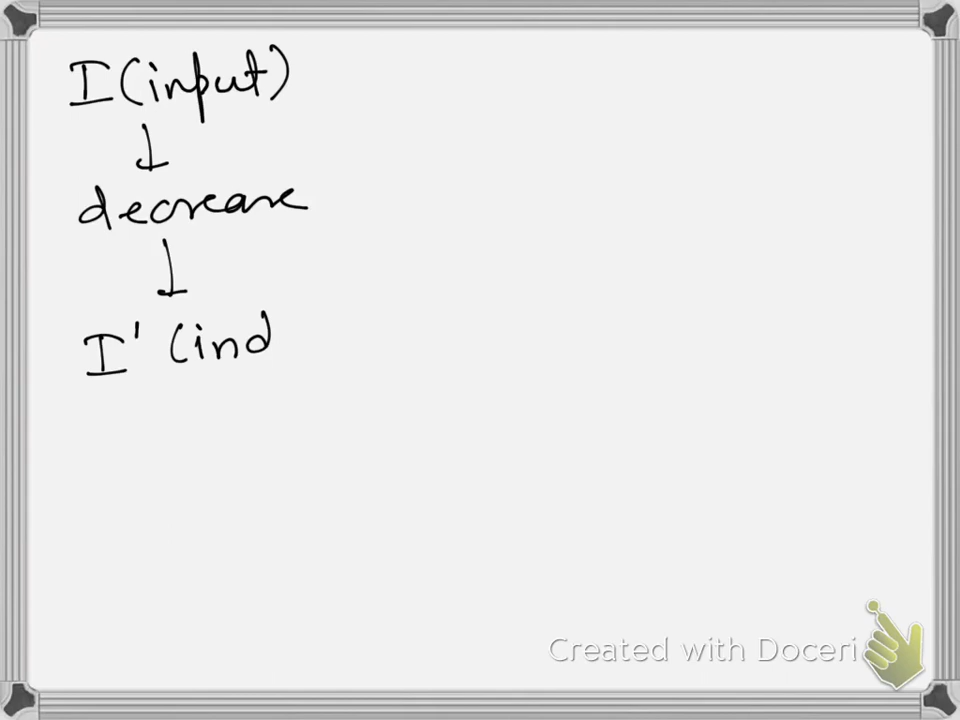 I (input)
↓
decrease
↓
I' (ind
Created with Doceri